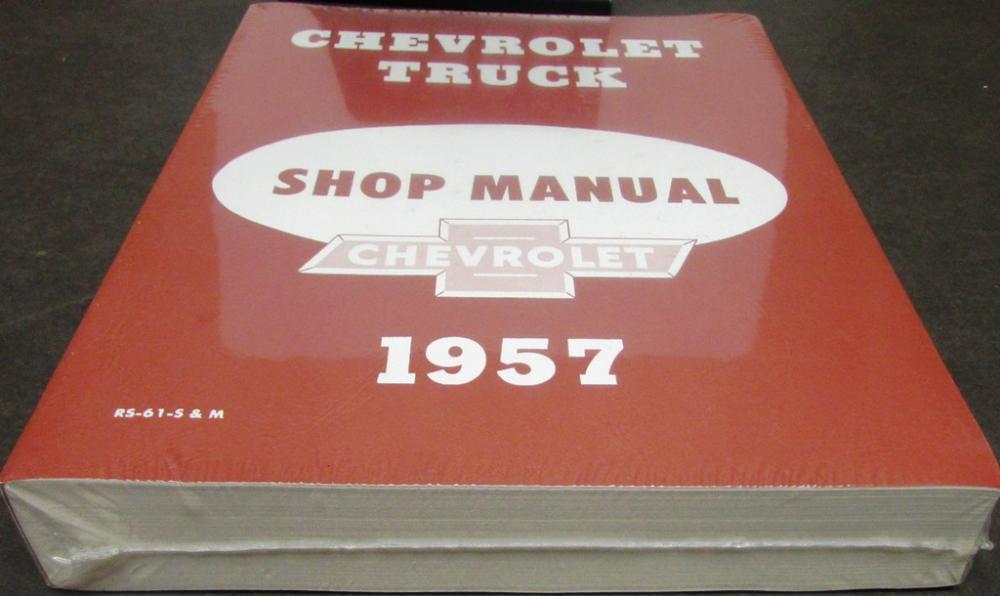 CHEVROLET
TRUCK
SHOP MANUAL
CHEVROLET
1957
RS-61-S & M